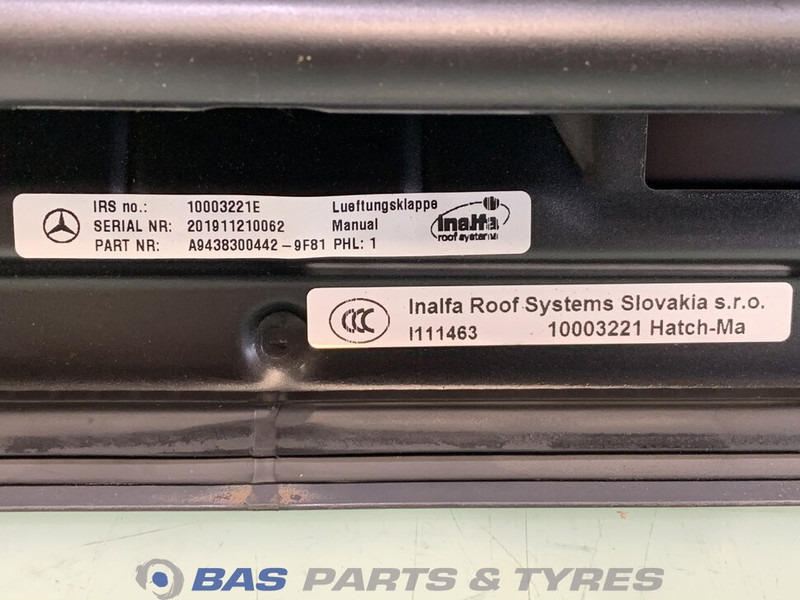 IRS no.: 10003221E Lueftungsklappe
SERIAL NR: 201911210062 Manual
PART NR: A9438300442-9F81 PHL: 1
Inalfa
roof systems
CCC
Inalfa Roof Systems Slovakia s.r.o.
I111463 10003221 Hatch-Ma
BAS PARTS & TYRES